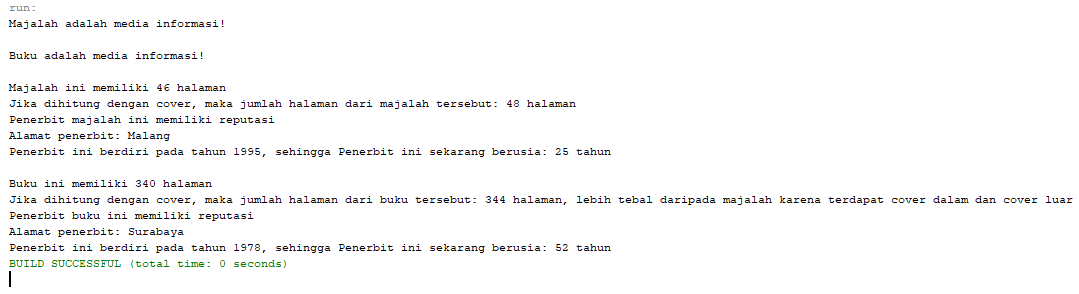 run:
Majalah adalah media informasi!
Buku adalah media informasi!
Majalah ini memiliki 46 halaman
Jika dihitung dengan cover, maka jumlah halaman dari majalah tersebut: 48 halaman
Penerbit majalah ini memiliki reputasi
Alamat penerbit: Malang
Penerbit ini berdiri pada tahun 1995, sehingga Penerbit ini sekarang berusia: 25 tahun
Buku ini memiliki 340 halaman
Jika dihitung dengan cover, maka jumlah halaman dari buku tersebut: 344 halaman, lebih tebal daripada majalah karena terdapat cover dalam dan cover luar
Penerbit buku ini memiliki reputasi
Alamat penerbit: Surabaya
Penerbit ini berdiri pada tahun 1978, sehingga Penerbit ini sekarang berusia: 52 tahun
BUILD SUCCESSFUL (total time: 0 seconds)